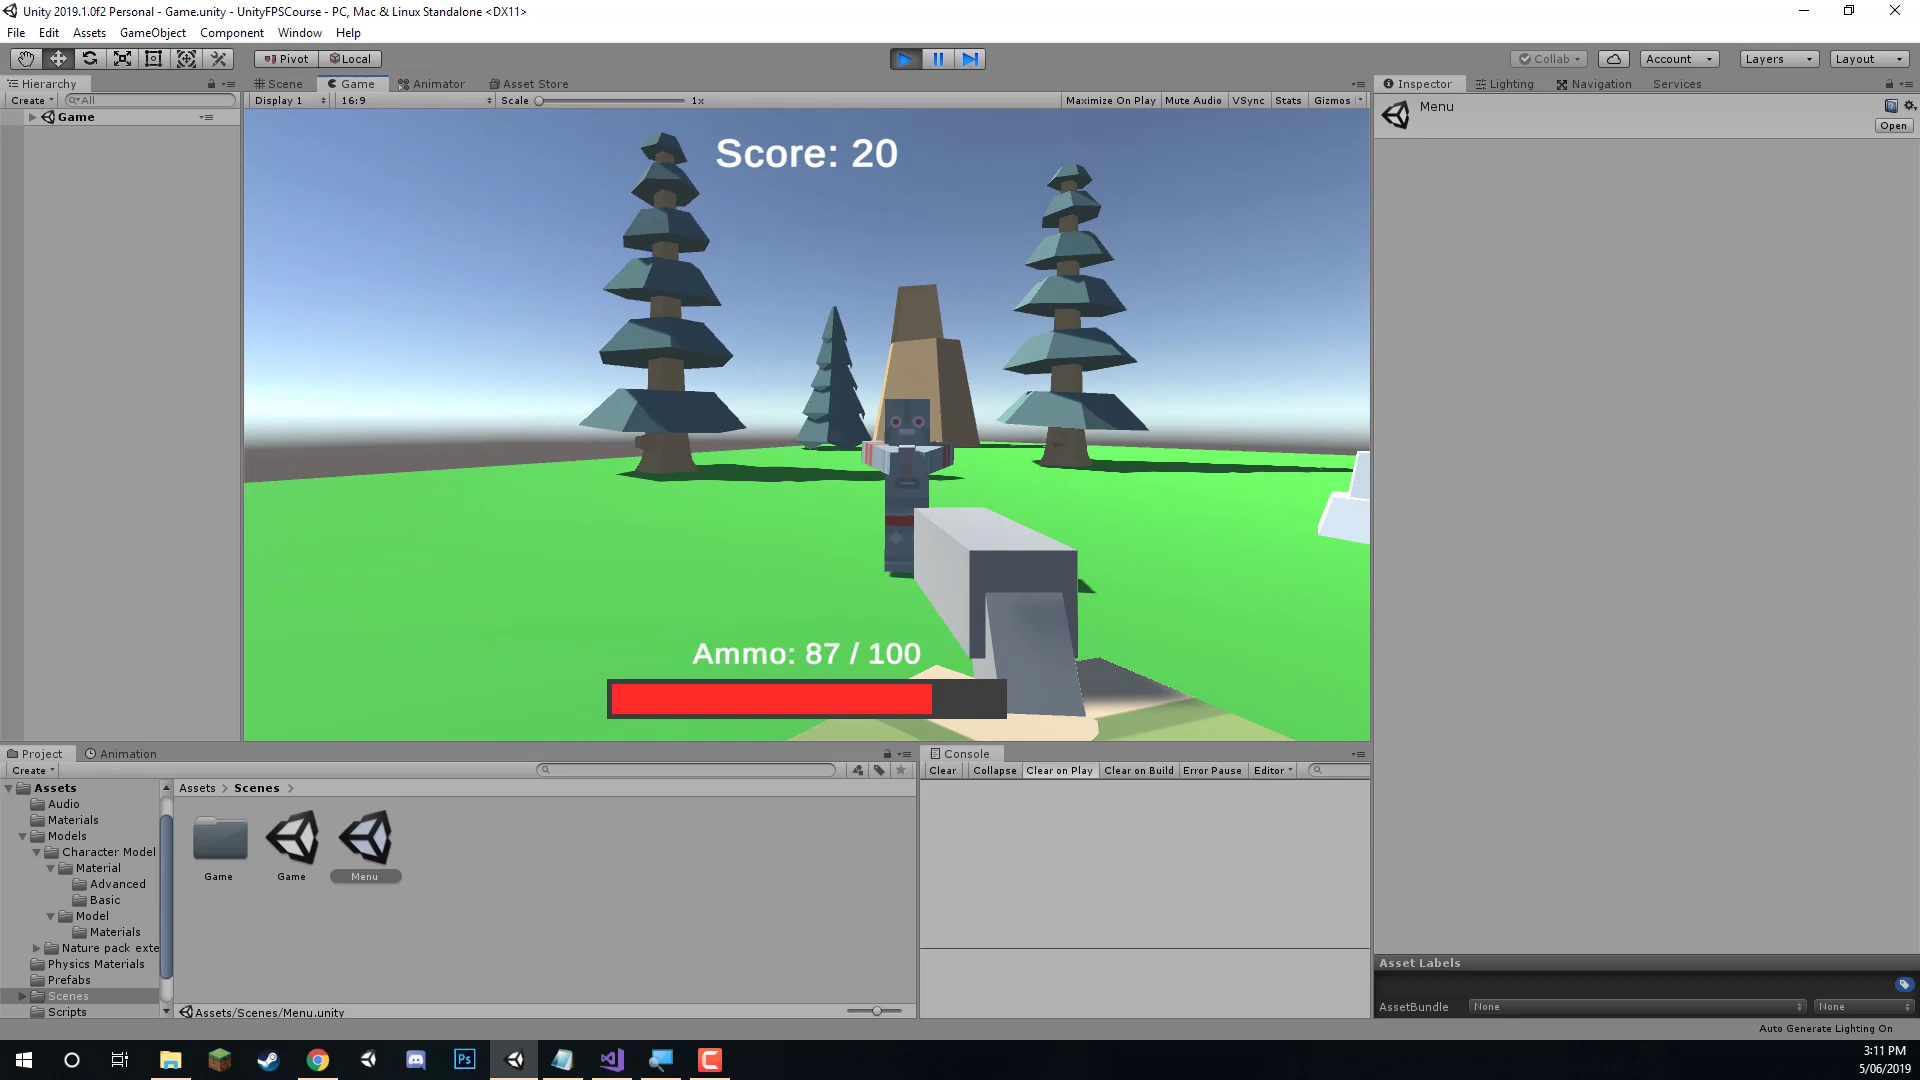 Unity 2019.1.0f2 Personal - Game.unity - UnityFPSCourse - PC, Mac & Linux Standalone <DX11>
File Edit Assets GameObject Component Window Help
Pivot Local Collab Account Layers Layout
Hierarchy Scene Game Animator Asset Store Inspector Lighting Navigation Services
Create All Display 1 16:9 Scale 1x Maximize On Play Mute Audio VSync Stats Gizmos
Menu
Open
Game
Score: 20
Ammo: 87 / 100
Project Animation Console
Create Clear Collapse Clear on Play Clear on Build Error Pause Editor
Assets
Audio
Materials
Models
Character Model
Material
Advanced
Basic
Model
Materials
Nature pack exte
Physics Materials
Prefabs
Scenes
Scripts
Assets > Scenes >
Game Game Menu
Assets/Scenes/Menu.unity
Asset Labels
AssetBundle None None
Auto Generate Lighting On
Ps
3:11 PM
5/06/2019